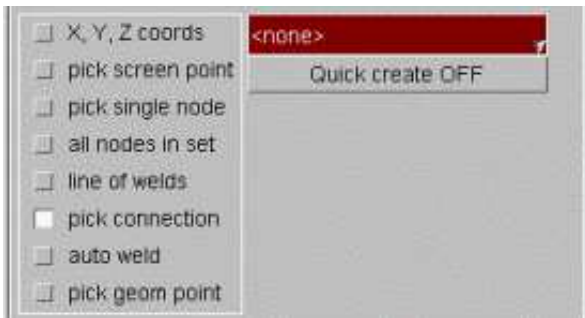 X, Y, Z coords
pick screen point
pick single node
all nodes in set
line of welds
pick connection
auto weld
pick geom point
<none>
Quick create OFF